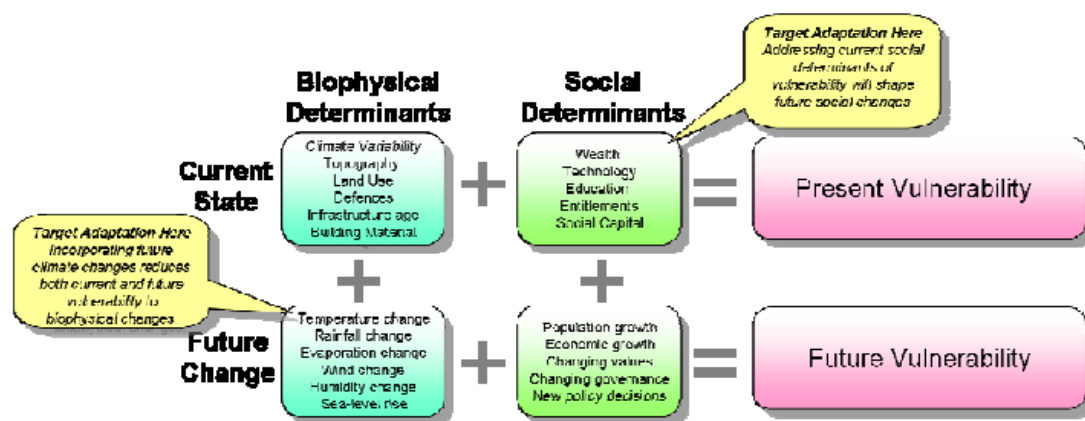 Target Adaptation Here
Addressing current social
determinants of
vulnerability will shape
future social changes
Biophysical
Determinants
Social
Determinants
Current
State
Climate Variability
Topography
Land Use
Defences
Infrastructure age
Building Material
+
Wealth
Technology
Education
Entitlements
Social Capital
=
Present Vulnerability
Target Adaptation Here
Incorporating future
climate changes reduces
both current and future
vulnerability to
biophysical changes
+
+
Future
Change
Temperature change
Rainfall change
Evaporation change
Wind change
Humidity change
Sea-level rise
+
Population growth
Economic growth
Changing values
Changing governance
New policy decisions
=
Future Vulnerability